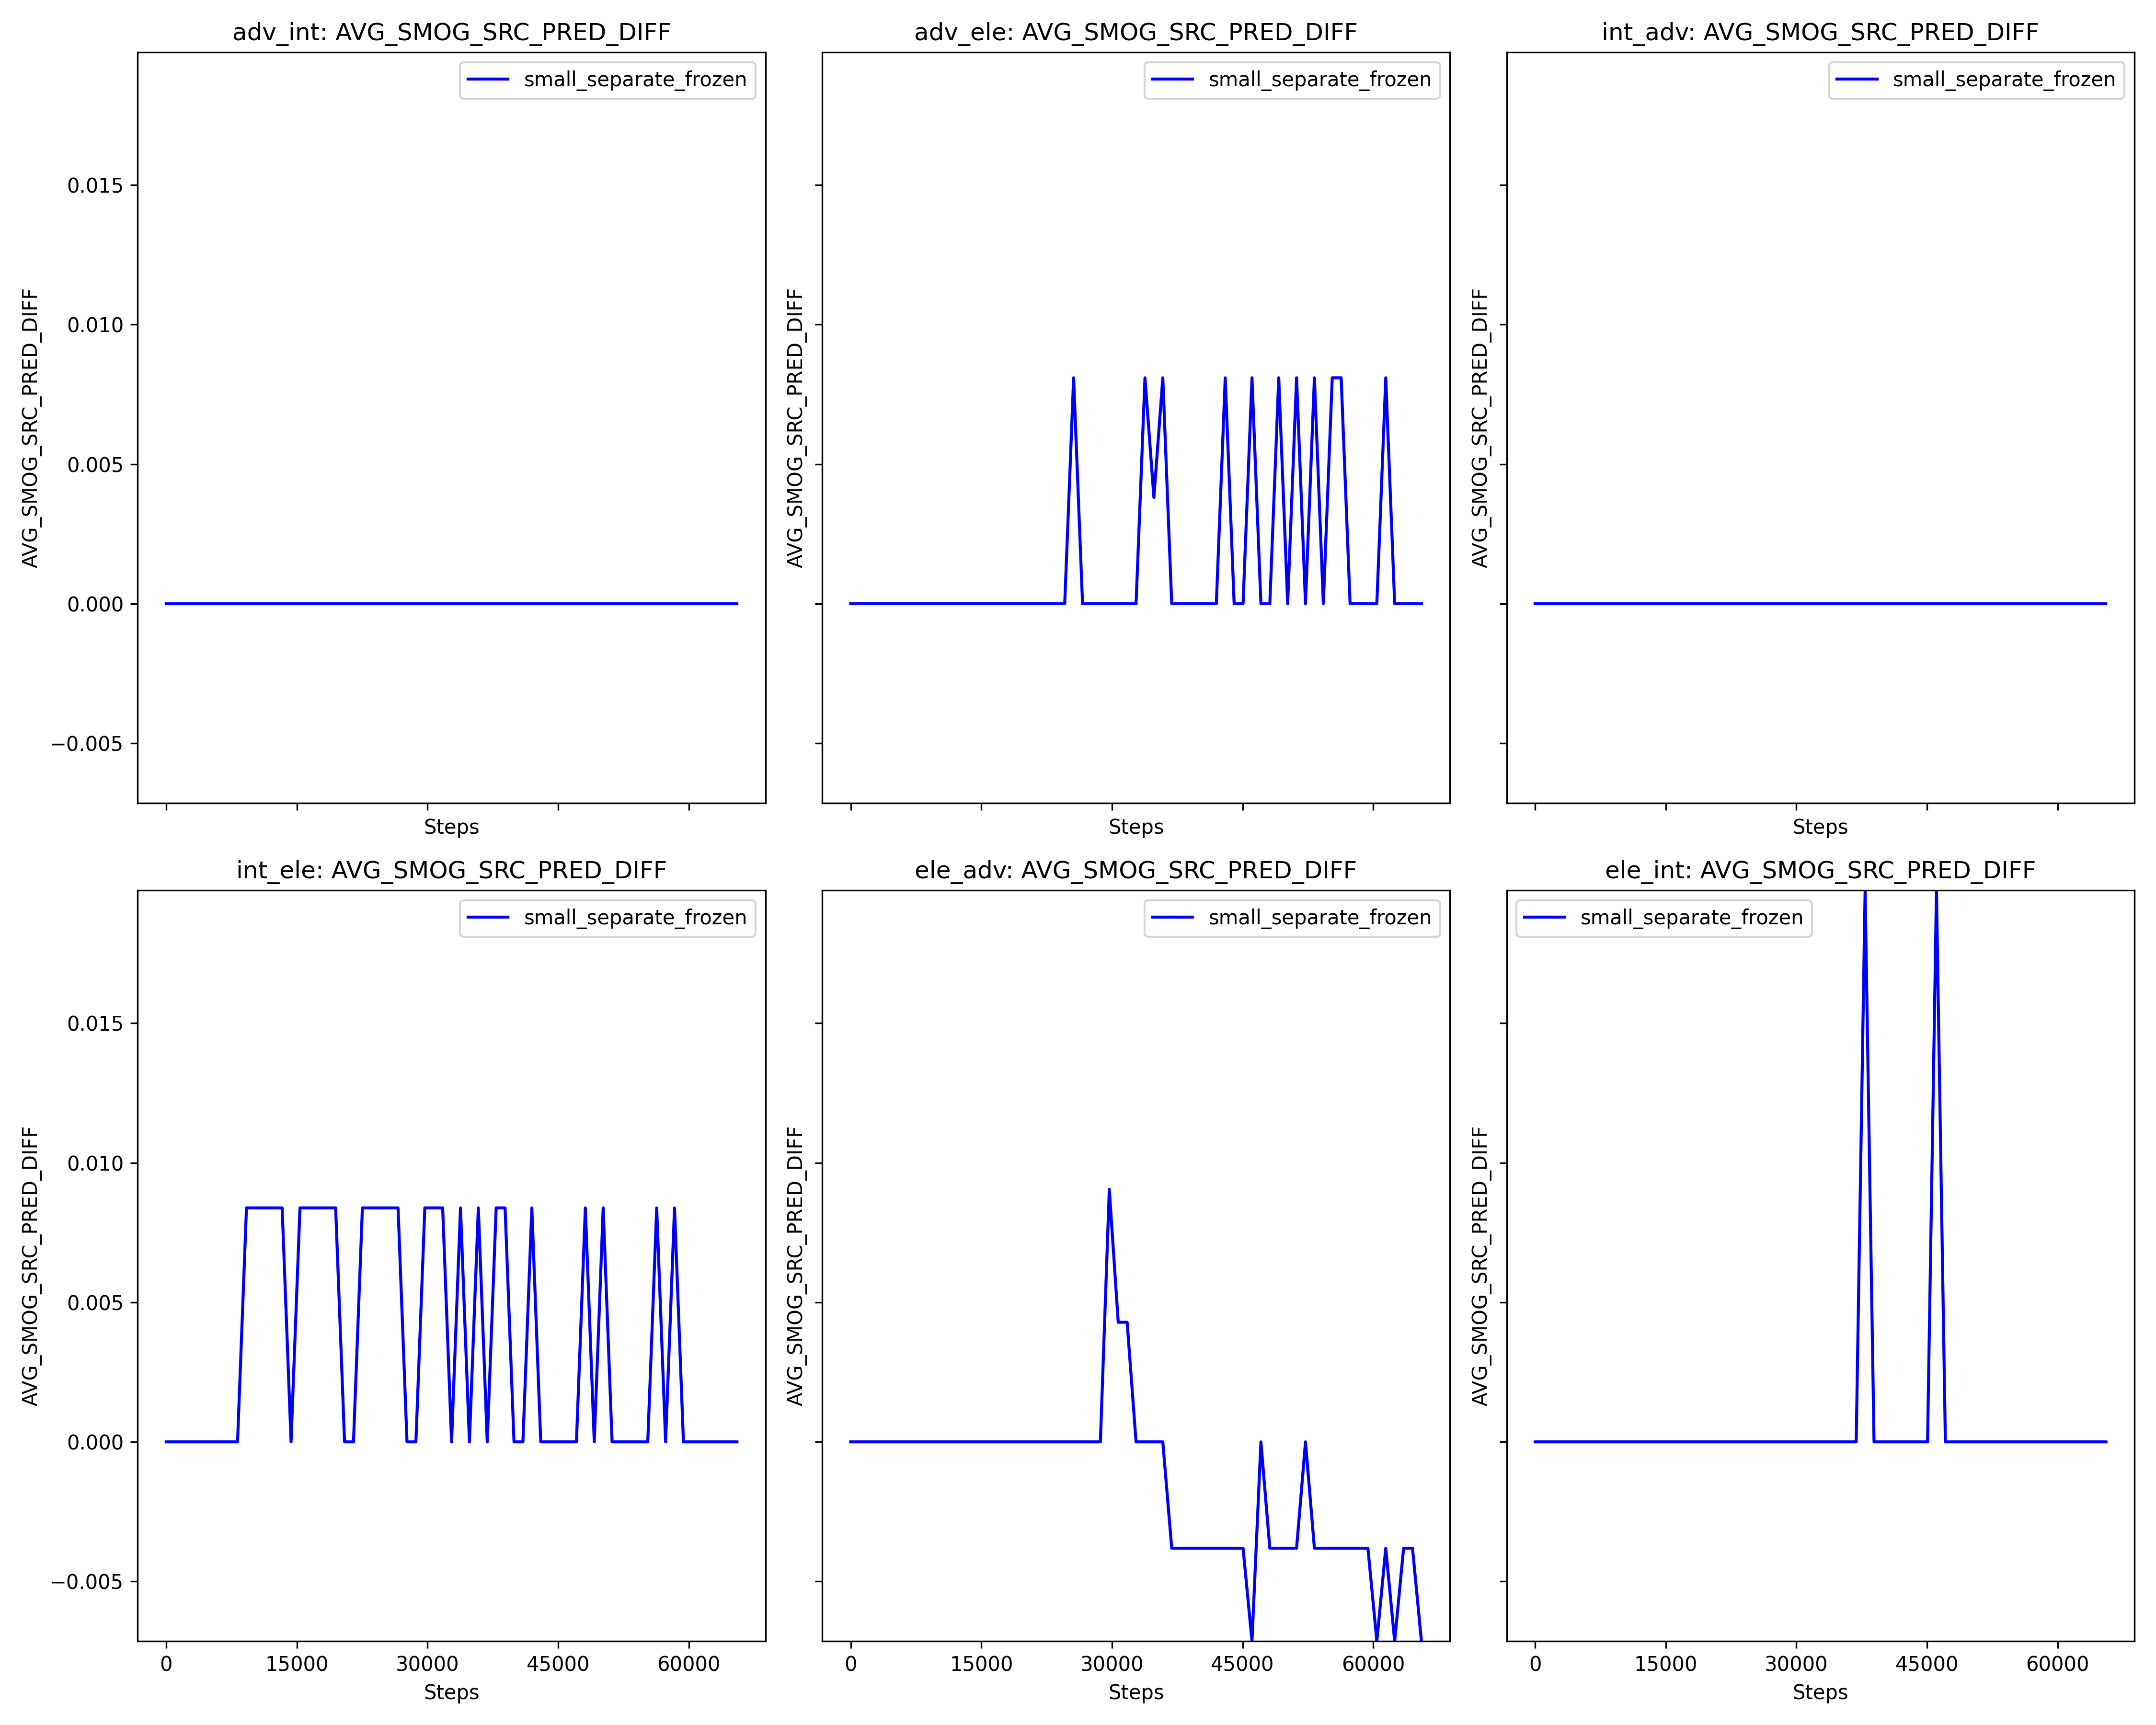 adv_int: AVG_SMOG_SRC_PRED_DIFF
adv_ele: AVG_SMOG_SRC_PRED_DIFF
int_adv: AVG_SMOG_SRC_PRED_DIFF
small_separate_frozen
small_separate_frozen
small_separate_frozen
AVG_SMOG_SRC_PRED_DIFF
0.015
0.010
0.005
0.000
−0.005
AVG_SMOG_SRC_PRED_DIFF
AVG_SMOG_SRC_PRED_DIFF
Steps
Steps
Steps
int_ele: AVG_SMOG_SRC_PRED_DIFF
ele_adv: AVG_SMOG_SRC_PRED_DIFF
ele_int: AVG_SMOG_SRC_PRED_DIFF
small_separate_frozen
small_separate_frozen
small_separate_frozen
AVG_SMOG_SRC_PRED_DIFF
0.015
0.010
0.005
0.000
−0.005
AVG_SMOG_SRC_PRED_DIFF
AVG_SMOG_SRC_PRED_DIFF
0 15000 30000 45000 60000
0 15000 30000 45000 60000
0 15000 30000 45000 60000
Steps
Steps
Steps